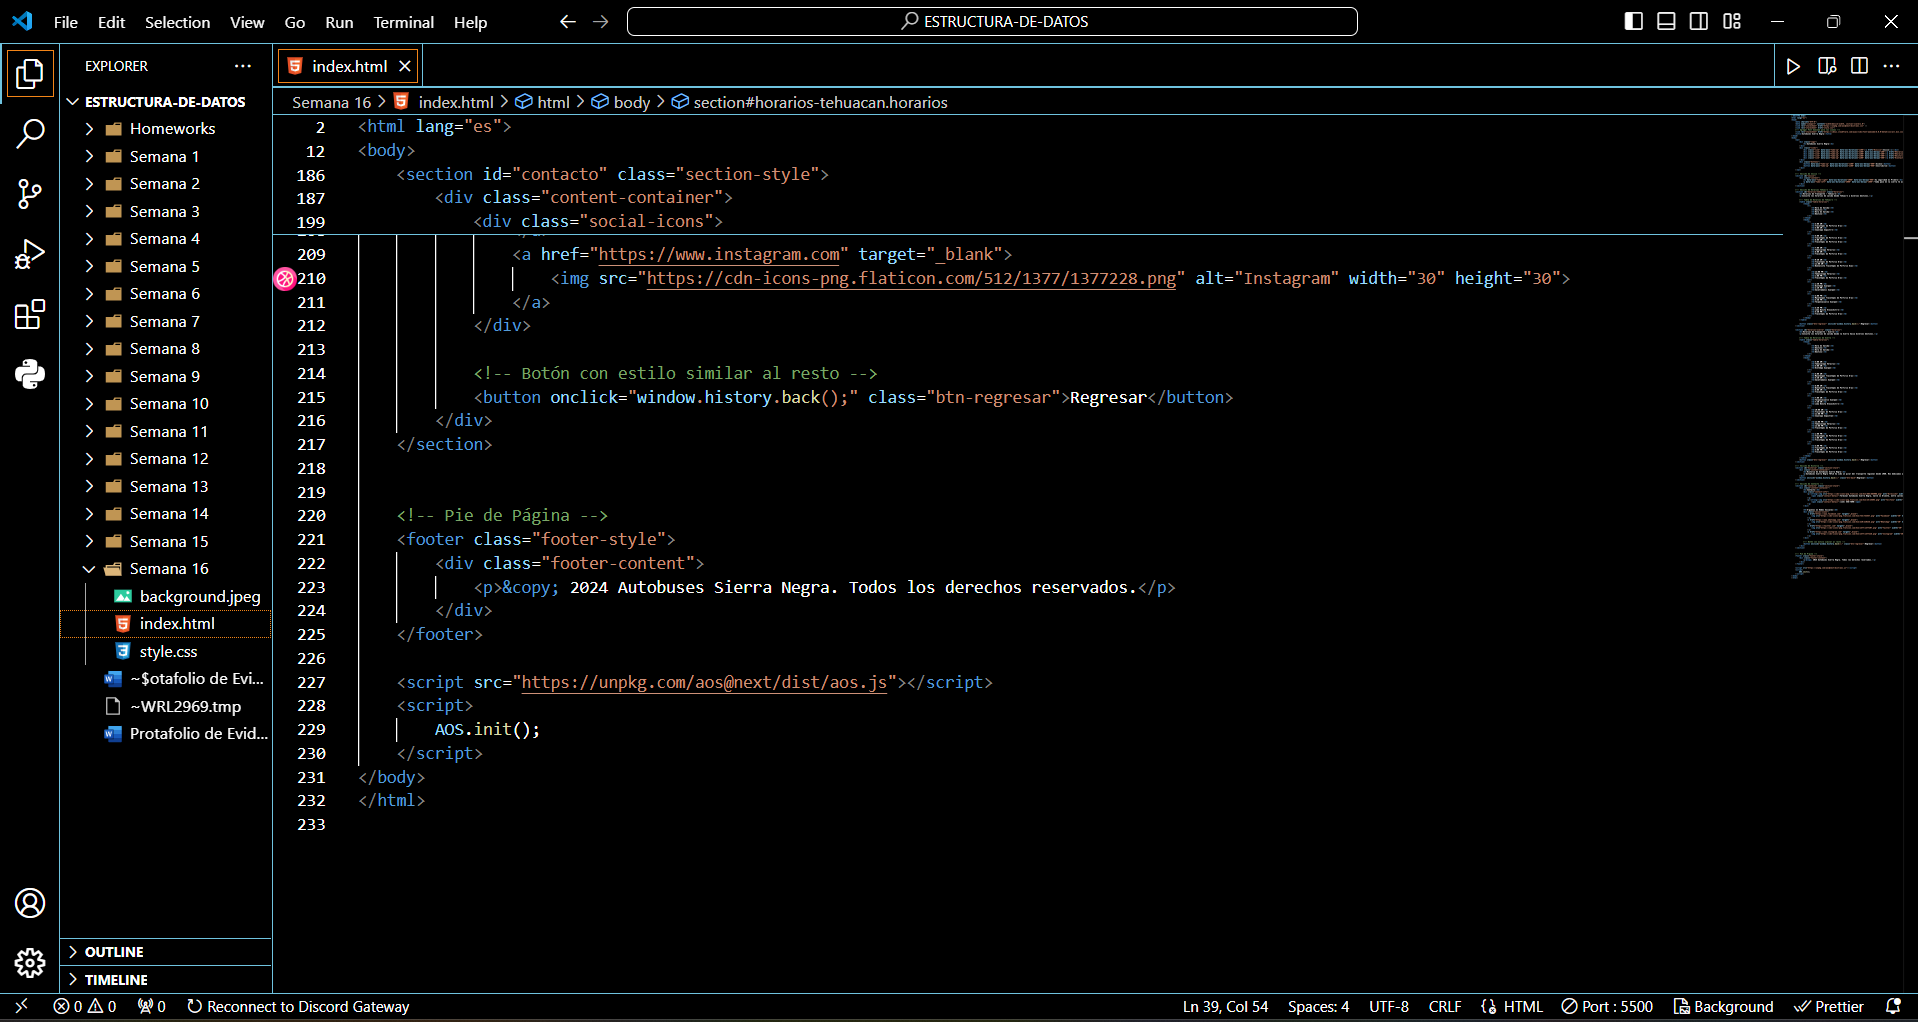 File Edit Selection View Go Run Terminal Help
ESTRUCTURA-DE-DATOS
EXPLORER
index.html
ESTRUCTURA-DE-DATOS
Homeworks
Semana 1
Semana 2
Semana 3
Semana 4
Semana 5
Semana 6
Semana 7
Semana 8
Semana 9
Semana 10
Semana 11
Semana 12
Semana 13
Semana 14
Semana 15
Semana 16
background.jpeg
index.html
style.css
~$otafolio de Evi...
~WRL2969.tmp
Protafolio de Evid...
OUTLINE
TIMELINE
Semana 16 > index.html > html > body > section#horarios-tehuacan.horarios
2 <html lang="es">
12 <body>
186 <section id="contacto" class="section-style">
187 <div class="content-container">
199 <div class="social-icons">
209 <a href="https://www.instagram.com" target="_blank">
210 <img src="https://cdn-icons-png.flaticon.com/512/1377/1377228.png" alt="Instagram" width="30" height="30">
211 </a>
212 </div>
213
214 <!-- Botón con estilo similar al resto -->
215 <button onclick="window.history.back();" class="btn-regresar">Regresar</button>
216 </div>
217 </section>
218
219
220 <!-- Pie de Página -->
221 <footer class="footer-style">
222 <div class="footer-content">
223 <p>&copy; 2024 Autobuses Sierra Negra. Todos los derechos reservados.</p>
224 </div>
225 </footer>
226
227 <script src="https://unpkg.com/aos@next/dist/aos.js"></script>
228 <script>
229 AOS.init();
230 </script>
231 </body>
232 </html>
233
0 0 0 Reconnect to Discord Gateway Ln 39, Col 54 Spaces: 4 UTF-8 CRLF HTML Port : 5500 Background Prettier